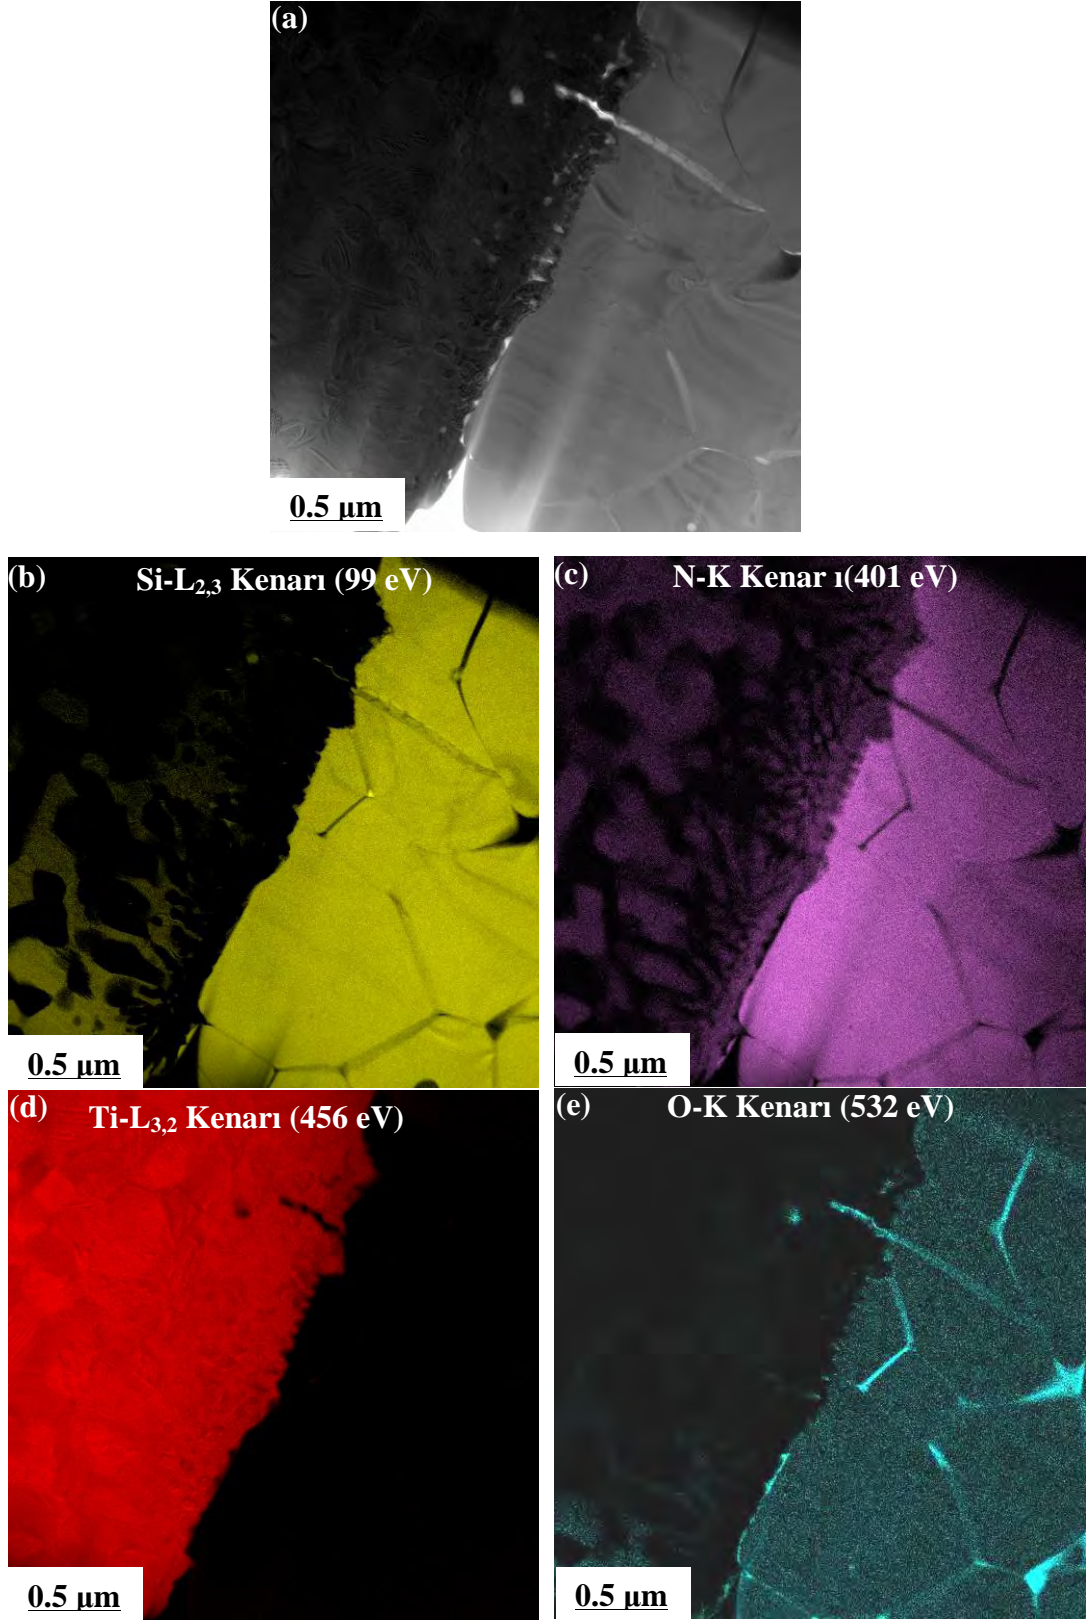 (a)
0.5 µm
(b) Si-L2,3 Kenarı (99 eV)
(c) N-K Kenar ı(401 eV)
0.5 µm
0.5 µm
(d) Ti-L3,2 Kenarı (456 eV)
(e) O-K Kenarı (532 eV)
0.5 µm
0.5 µm